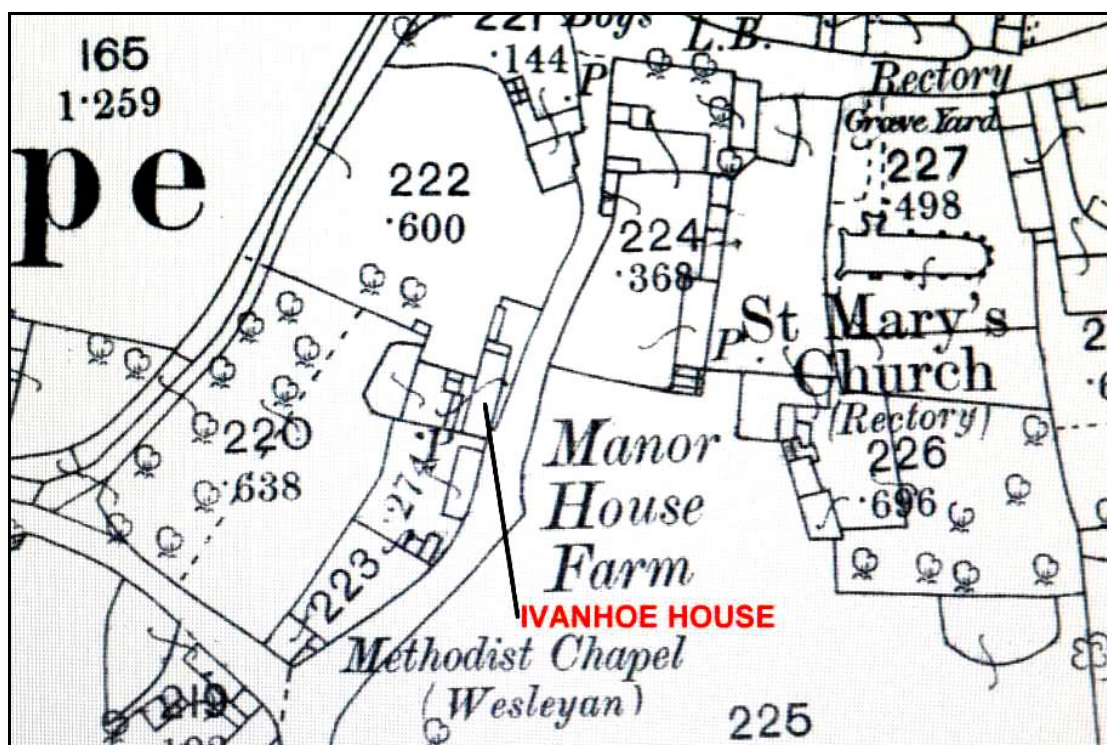 165
1·259
pe
·144
Boys
L.B.
P
Rectory
Grave Yard
222
·600
224
·368
227
·498
St Mary's
Church
(Rectory)
P
220
·638
·274
P
226
·696
Manor
House
Farm
223
IVANHOE HOUSE
Methodist Chapel
(Wesleyan)
219
225